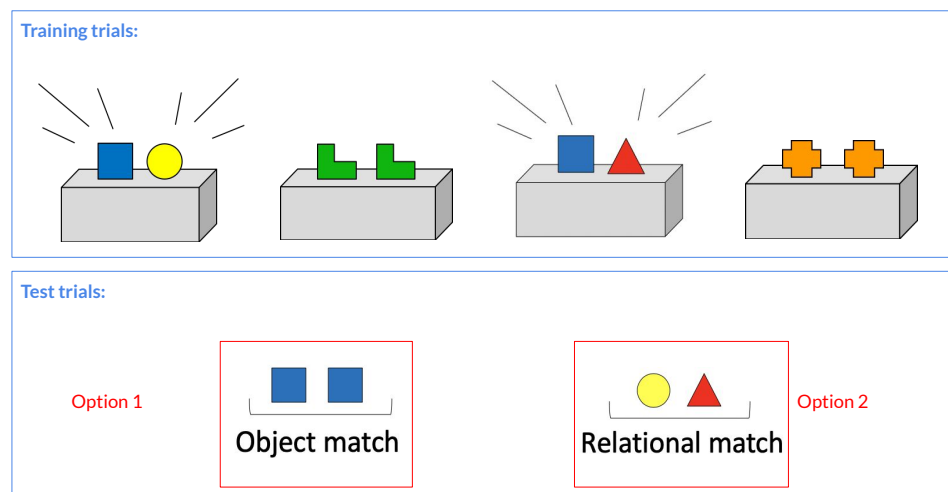 Training trials:
Test trials:
Option 1
Object match
Relational match
Option 2